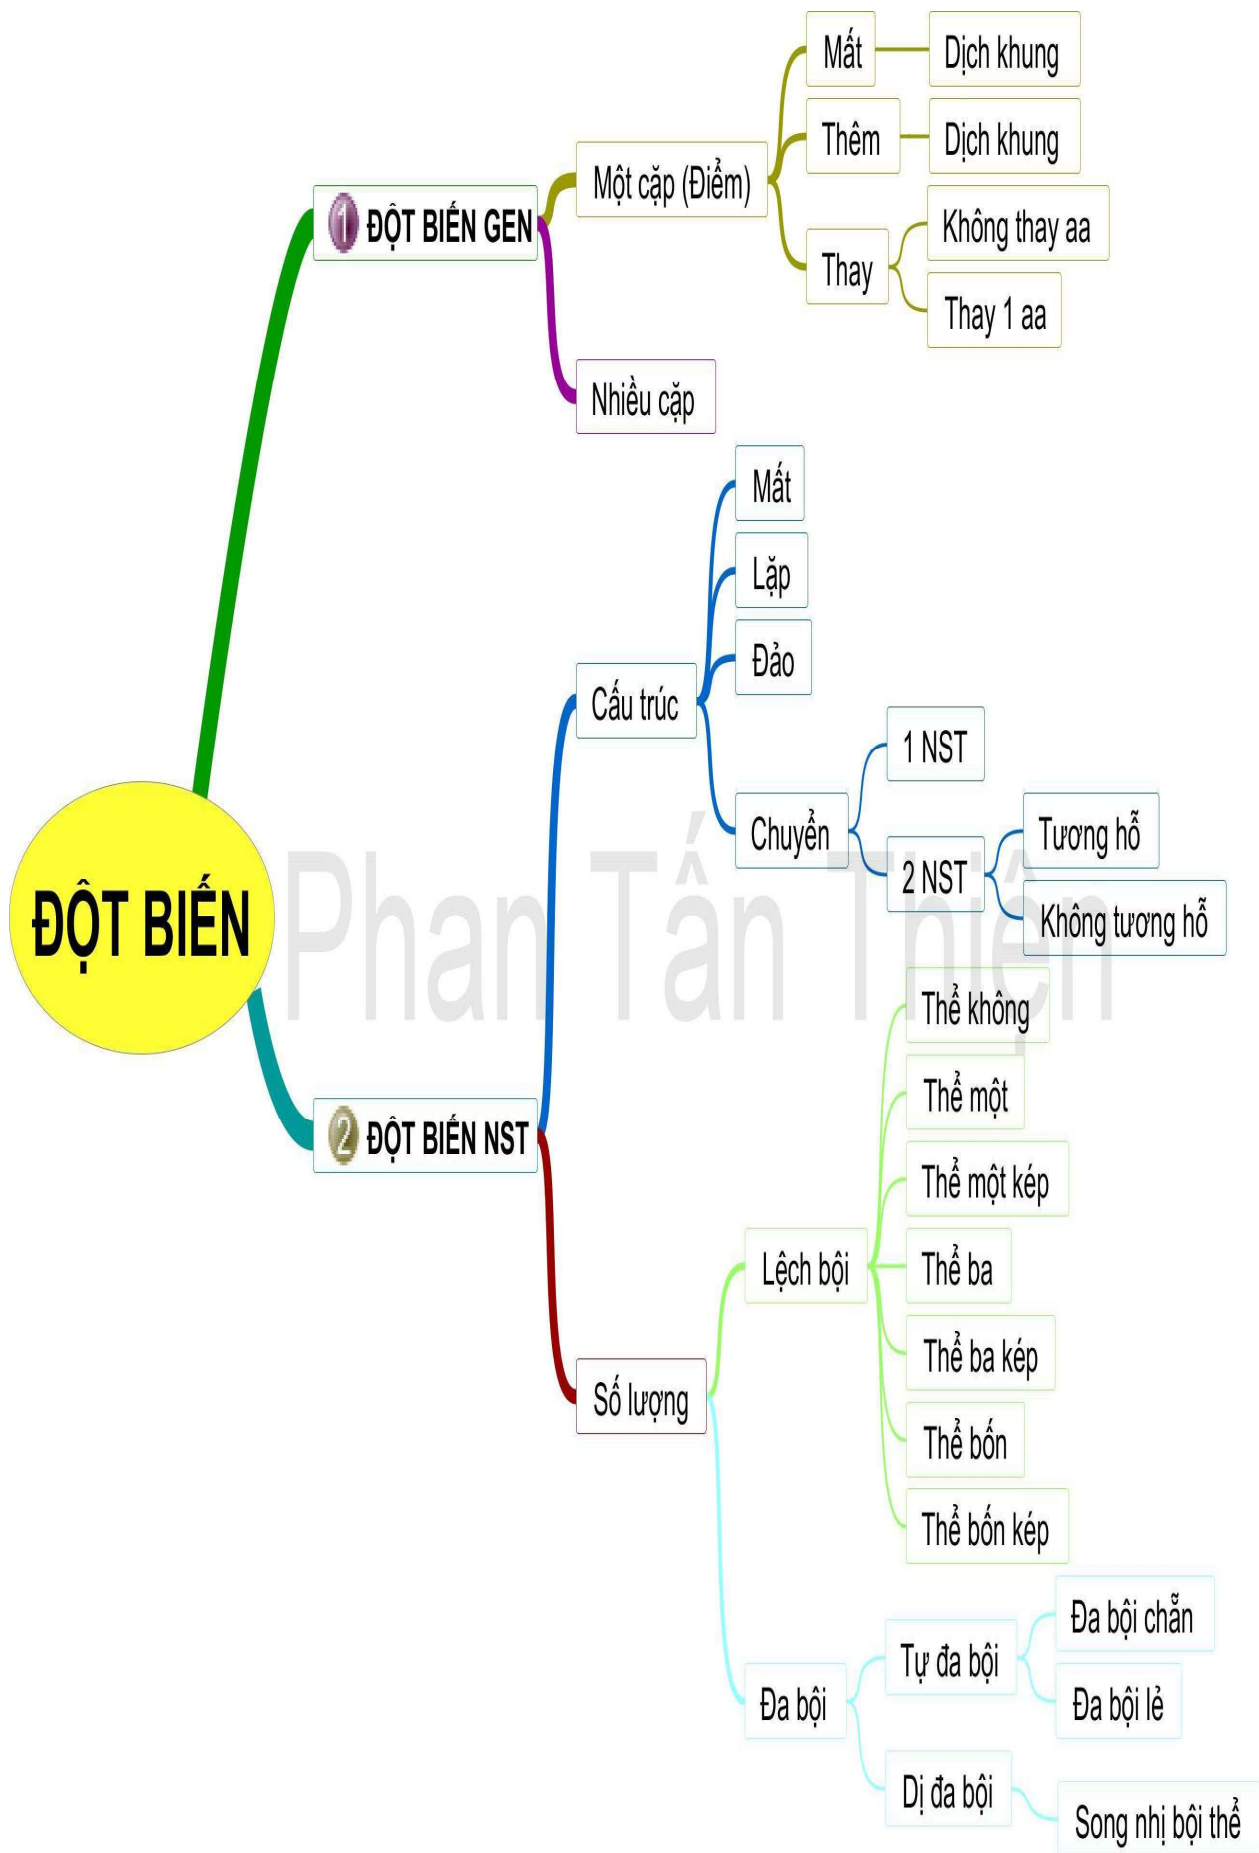 Mất
Dịch khung
Thêm
Dịch khung
Một cặp (Điểm)
Không thay aa
Thay
Thay 1 aa
1 ĐỘT BIẾN GEN
Nhiều cặp
Mất
Lặp
Đảo
Cấu trúc
1 NST
Chuyển
Tương hỗ
2 NST
Không tương hỗ
ĐỘT BIẾN
Phan Tấn Thiện
Thể không
Thể một
2 ĐỘT BIẾN NST
Thể một kép
Lệch bội
Thể ba
Thể ba kép
Số lượng
Thể bốn
Thể bốn kép
Đa bội chẵn
Tự đa bội
Đa bội lẻ
Đa bội
Dị đa bội
Song nhị bội thể